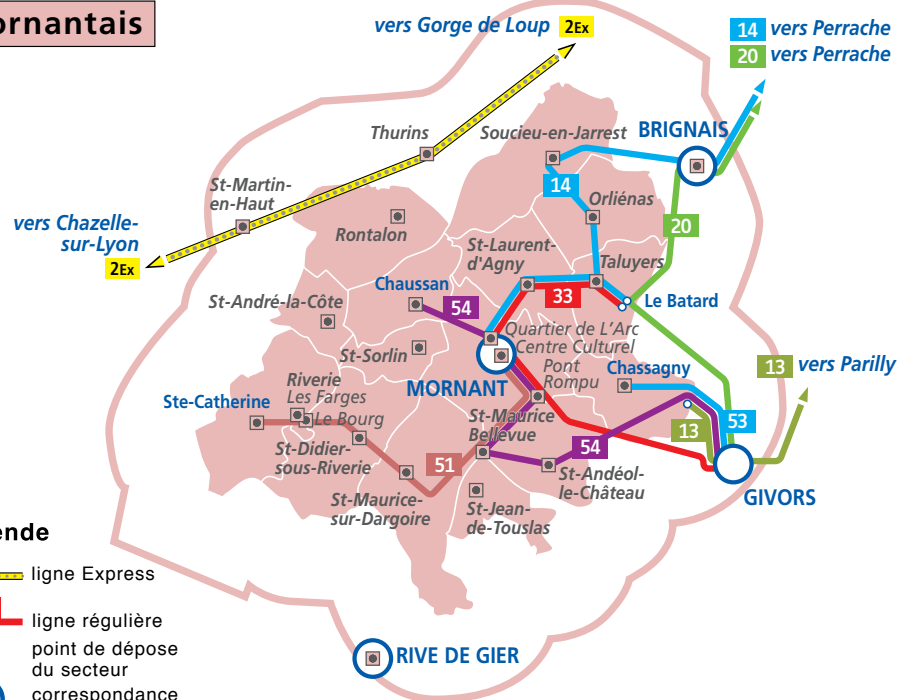 ornantais
vers Gorge de Loup 2Ex
14 vers Perrache
20 vers Perrache
Thurins
Soucieu-en-Jarrest
BRIGNAIS
St-Martin-
en-Haut
14
Orliénas
vers Chazelle-
sur-Lyon
2Ex
Rontalon
20
St-Laurent-
d'Agny
Taluyers
Chaussan
33
Le Batard
St-André-la-Côte
54
Quartier de L'Arc
Centre Culturel
St-Sorlin
Pont
Rompu
Chassagny
13 vers Parilly
MORNANT
Riverie
Les Farges
Le Bourg
Ste-Catherine
St-Maurice
Bellevue
13
53
St-Didier-
sous-Riverie
54
51
St-Andéol-
le-Château
GIVORS
St-Maurice-
sur-Dargoire
St-Jean-
de-Touslas
ende
ligne Express
ligne régulière
point de dépose
du secteur
correspondance
RIVE DE GIER